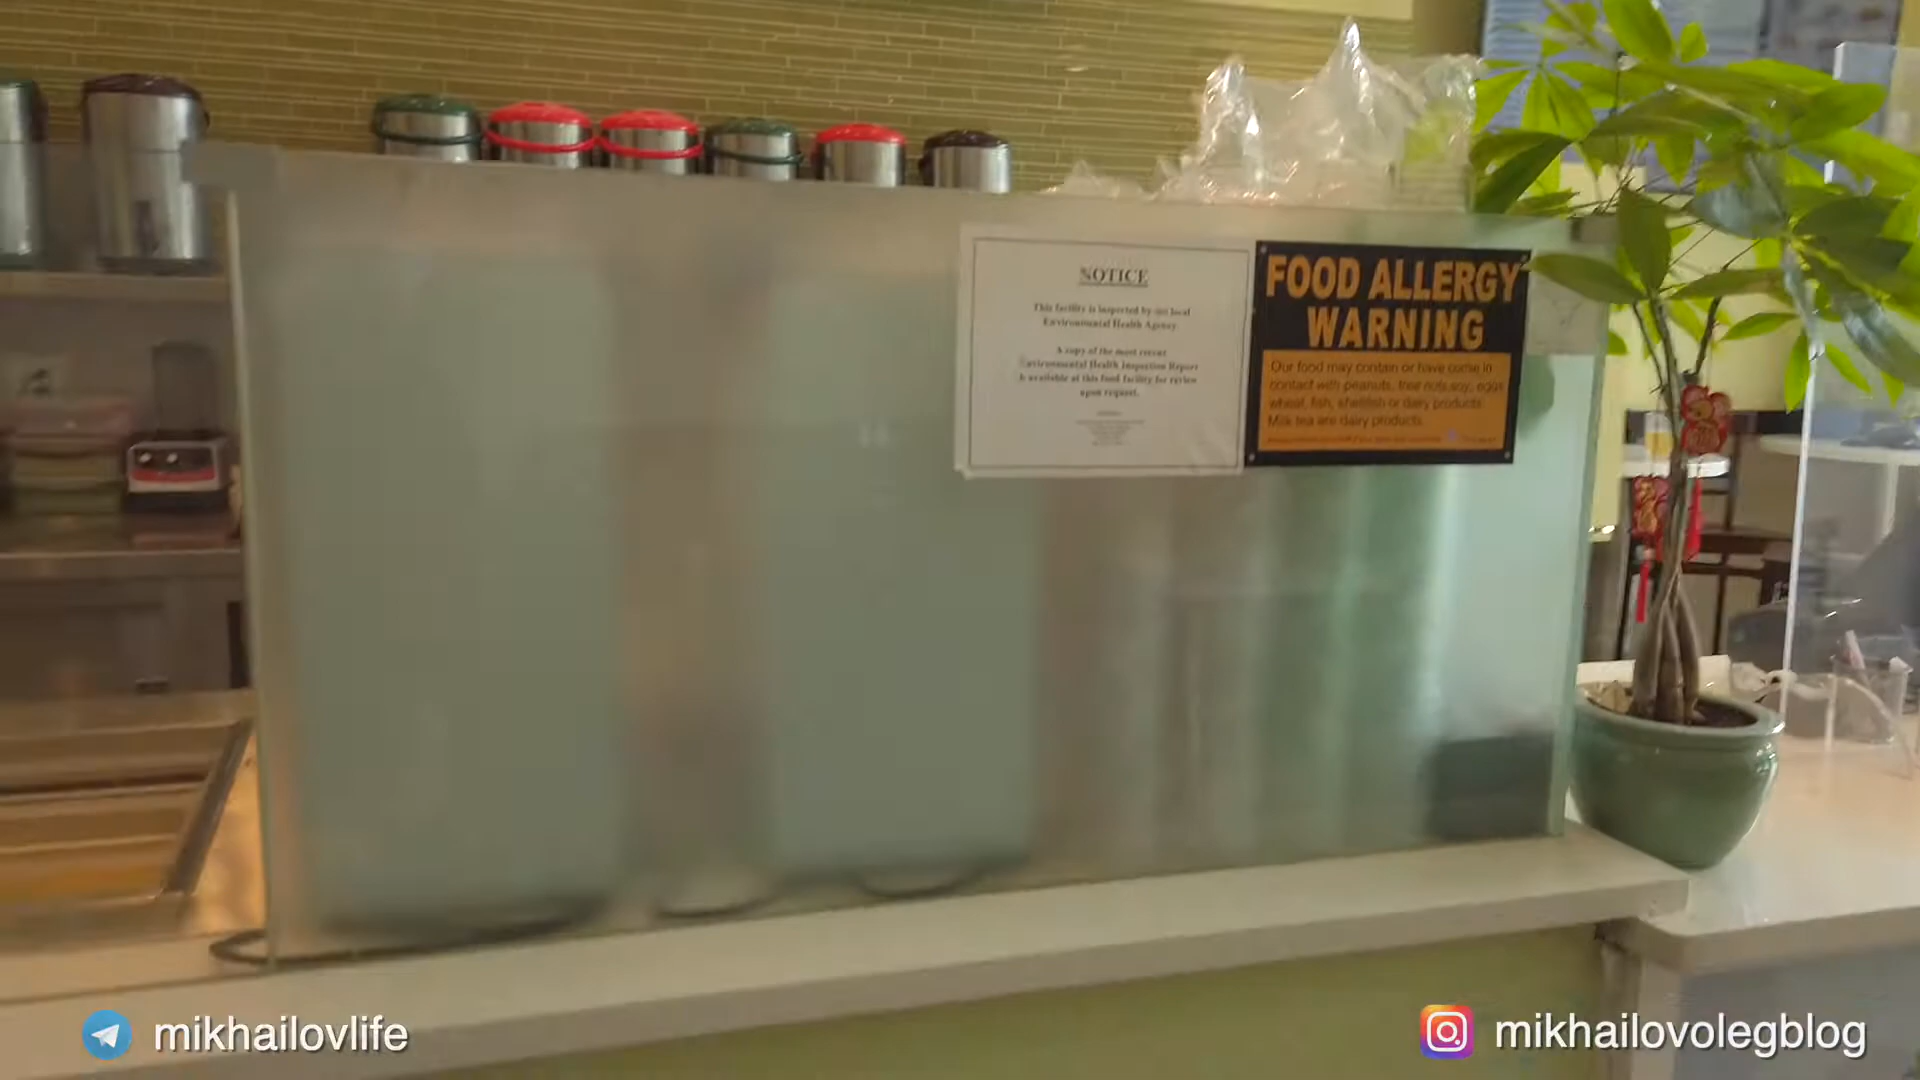 NOTICE
This facility is inspected by our local
Environmental Health Agency.
A copy of the most recent
Environmental Health Inspection Report
is available at this food facility for review
upon request.
FOOD ALLERGY
WARNING
Our food may contain or have come in
contact with peanuts, tree nuts, soy, eggs
wheat, fish, shellfish or dairy products.
Milk tea are dairy products.
mikhailovlife
mikhailovolegblog